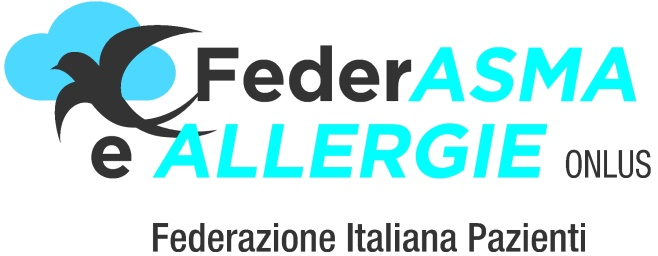 FederASMA
e ALLERGIE ONLUS
Federazione Italiana Pazienti